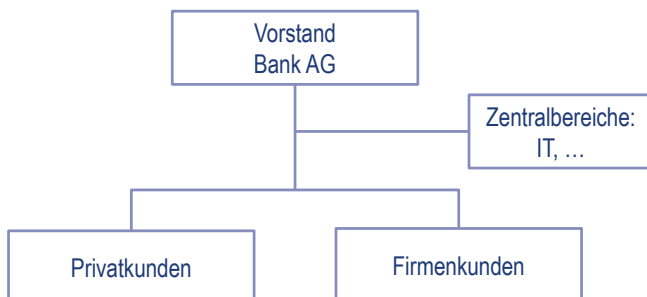 Vorstand
Bank AG
Zentralbereiche:
IT, …
Privatkunden
Firmenkunden